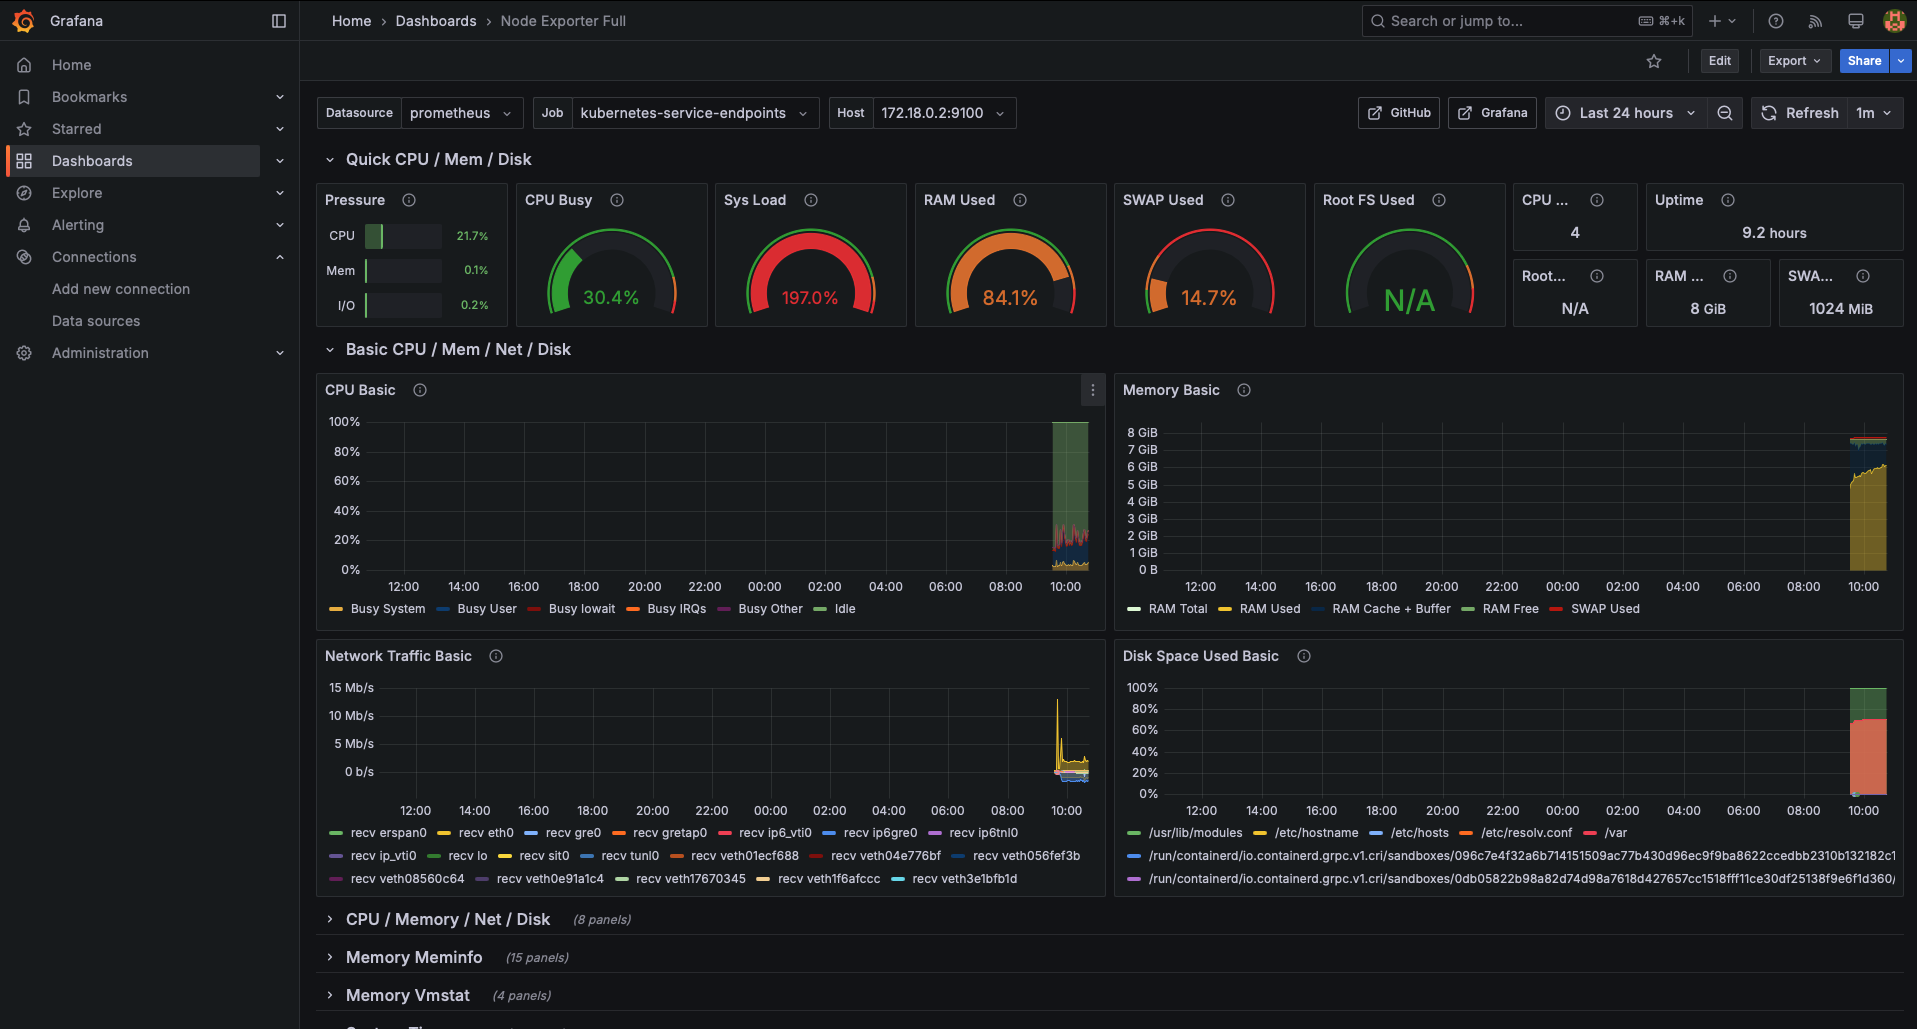 Grafana
Home › Dashboards › Node Exporter Full
Search or jump to...
⌘+k
Home
Bookmarks
Starred
Dashboards
Explore
Alerting
Connections
Add new connection
Data sources
Administration
Edit
Export
Share
Datasource prometheus
Job kubernetes-service-endpoints
Host 172.18.0.2:9100
GitHub
Grafana
Last 24 hours
Refresh 1m
Quick CPU / Mem / Disk
Pressure
CPU 21.7%
Mem 0.1%
I/O 0.2%
CPU Busy
30.4%
Sys Load
197.0%
RAM Used
84.1%
SWAP Used
14.7%
Root FS Used
N/A
CPU ...
4
Uptime
9.2 hours
Root...
N/A
RAM ...
8 GiB
SWA...
1024 MiB
Basic CPU / Mem / Net / Disk
CPU Basic
100%
80%
60%
40%
20%
0%
12:00 14:00 16:00 18:00 20:00 22:00 00:00 02:00 04:00 06:00 08:00 10:00
Busy System Busy User Busy Iowait Busy IRQs Busy Other Idle
Memory Basic
8 GiB
7 GiB
6 GiB
5 GiB
4 GiB
3 GiB
2 GiB
1 GiB
0 B
12:00 14:00 16:00 18:00 20:00 22:00 00:00 02:00 04:00 06:00 08:00 10:00
RAM Total RAM Used RAM Cache + Buffer RAM Free SWAP Used
Network Traffic Basic
15 Mb/s
10 Mb/s
5 Mb/s
0 b/s
12:00 14:00 16:00 18:00 20:00 22:00 00:00 02:00 04:00 06:00 08:00 10:00
recv erspan0 recv eth0 recv gre0 recv gretap0 recv ip6_vti0 recv ip6gre0 recv ip6tnl0
recv ip_vti0 recv lo recv sit0 recv tunl0 recv veth01ecf688 recv veth04e776bf recv veth056fef3b
recv veth08560c64 recv veth0e91a1c4 recv veth17670345 recv veth1f6afccc recv veth3e1bfb1d
Disk Space Used Basic
100%
80%
60%
40%
20%
0%
12:00 14:00 16:00 18:00 20:00 22:00 00:00 02:00 04:00 06:00 08:00 10:00
/usr/lib/modules /etc/hostname /etc/hosts /etc/resolv.conf /var
/run/containerd/io.containerd.grpc.v1.cri/sandboxes/096c7e4f32a6b714151509ac77b430d96ec9f9ba8622ccedbb2310b132182c1
/run/containerd/io.containerd.grpc.v1.cri/sandboxes/0db05822b98a82d74d98a7618d427657cc1518fff11ce30df25138f9e6f1d360/
CPU / Memory / Net / Disk (8 panels)
Memory Meminfo (15 panels)
Memory Vmstat (4 panels)